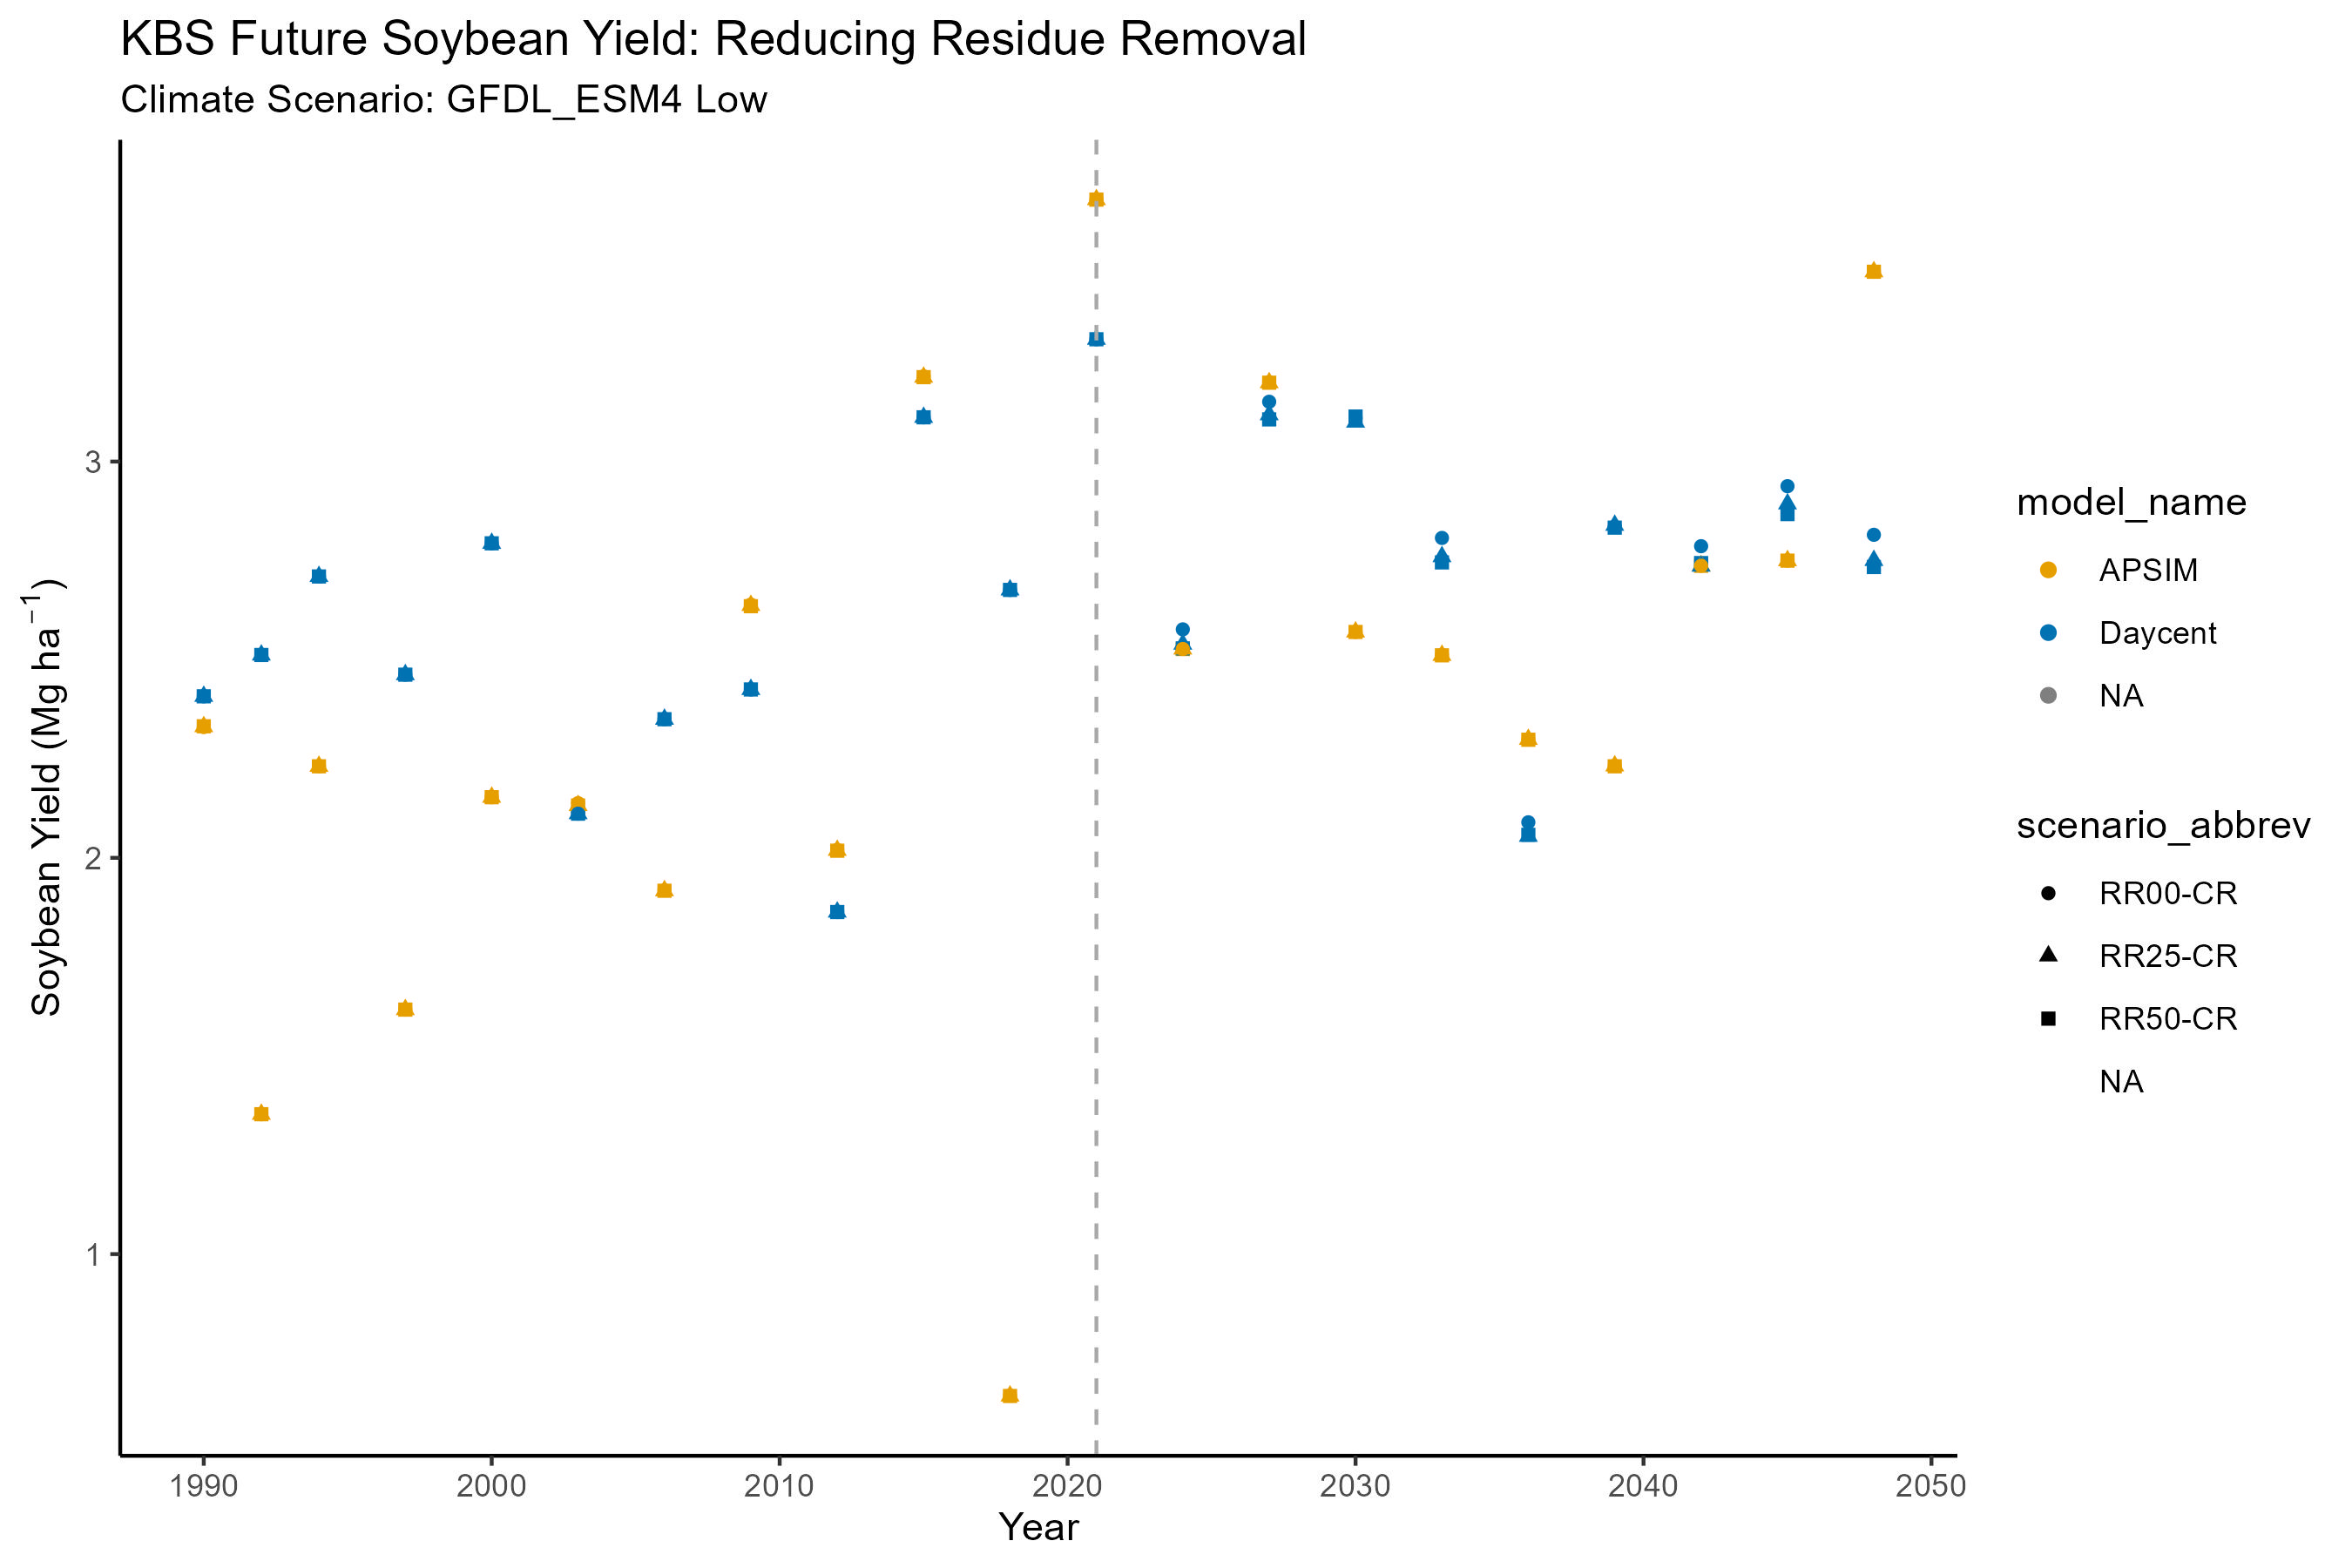 KBS Future Soybean Yield: Reducing Residue Removal
Climate Scenario: GFDL_ESM4 Low
Soybean Yield (Mg ha⁻¹)
3
2
1
1990
2000
2010
2020
2030
2040
2050
Year
model_name
APSIM
Daycent
NA
scenario_abbrev
RR00-CR
RR25-CR
RR50-CR
NA